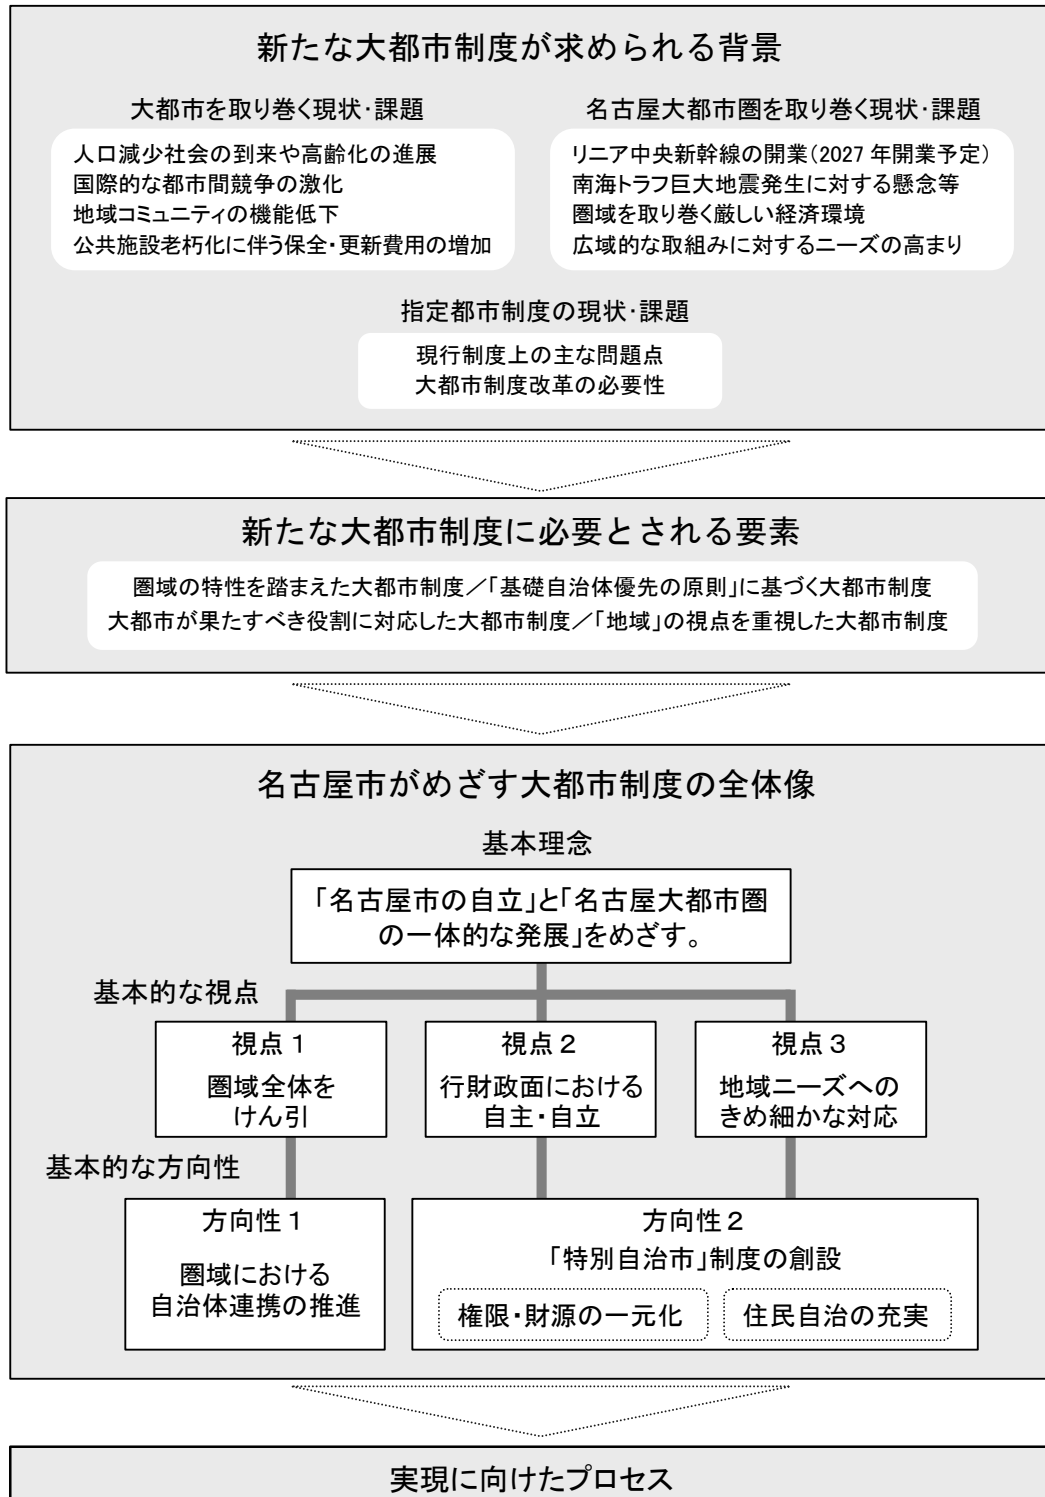 新たな大都市制度が求められる背景
大都市を取り巻く現状・課題
人口減少社会の到来や高齢化の進展
国際的な都市間競争の激化
地域コミュニティの機能低下
公共施設老朽化に伴う保全・更新費用の増加
名古屋大都市圏を取り巻く現状・課題
リニア中央新幹線の開業(2027 年開業予定)
南海トラフ巨大地震発生に対する懸念等
圏域を取り巻く厳しい経済環境
広域的な取組みに対するニーズの高まり
指定都市制度の現状・課題
現行制度上の主な問題点
大都市制度改革の必要性
新たな大都市制度に必要とされる要素
圏域の特性を踏まえた大都市制度／「基礎自治体優先の原則」に基づく大都市制度
大都市が果たすべき役割に対応した大都市制度／「地域」の視点を重視した大都市制度
名古屋市がめざす大都市制度の全体像
基本理念
「名古屋市の自立」と「名古屋大都市圏
の一体的な発展」をめざす。
基本的な視点
視点１
圏域全体を
けん引
視点２
行財政面における
自主・自立
視点３
地域ニーズへの
きめ細かな対応
基本的な方向性
方向性１
圏域における
自治体連携の推進
方向性２
「特別自治市」制度の創設
権限・財源の一元化
住民自治の充実
実現に向けたプロセス